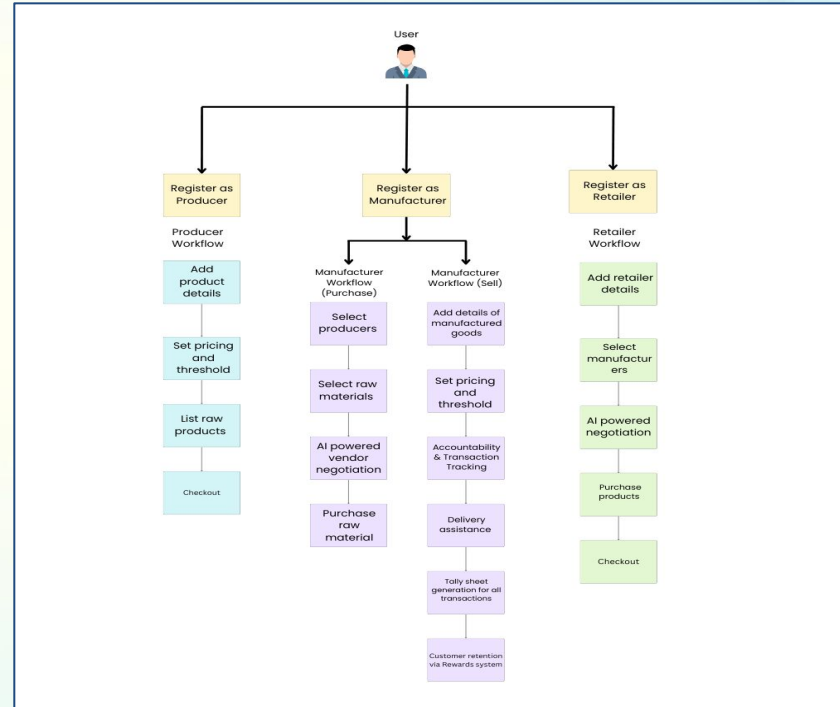 User
Register as
Producer
Register as
Manufacturer
Register as
Retailer
Producer
Workflow
Add
product
details
Set pricing
and
threshold
List raw
products
Checkout
Manufacturer
Workflow
(Purchase)
Select
producers
Select raw
materials
AI powered
vendor
negotiation
Purchase
raw
material
Manufacturer
Workflow (Sell)
Add details of
manufactured
goods
Set pricing
and
threshold
Accountability
& Transaction
Tracking
Delivery
assistance
Tally sheet
generation for all
transactions
Customer retention
via Rewards system
Retailer
Workflow
Add retailer
details
Select
manufactur
ers
AI powered
negotiation
Purchase
products
Checkout